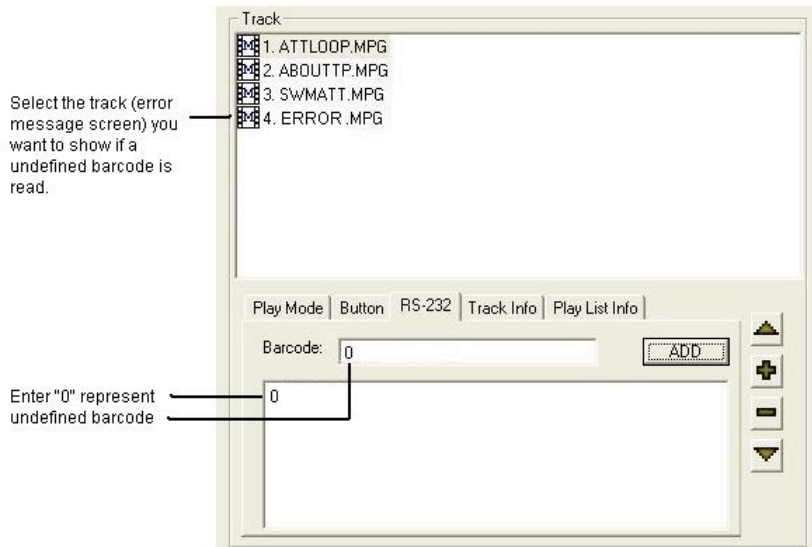 Track
1. ATTLOOP.MPG
2. ABOUTTP.MPG
3. SWMATT.MPG
4. ERROR .MPG
Select the track (error
message screen) you
want to show if a
undefined barcode is
read.
Play Mode
Button
RS-232
Track Info
Play List Info
Barcode:
0
ADD
0
Enter "0" represent
undefined barcode